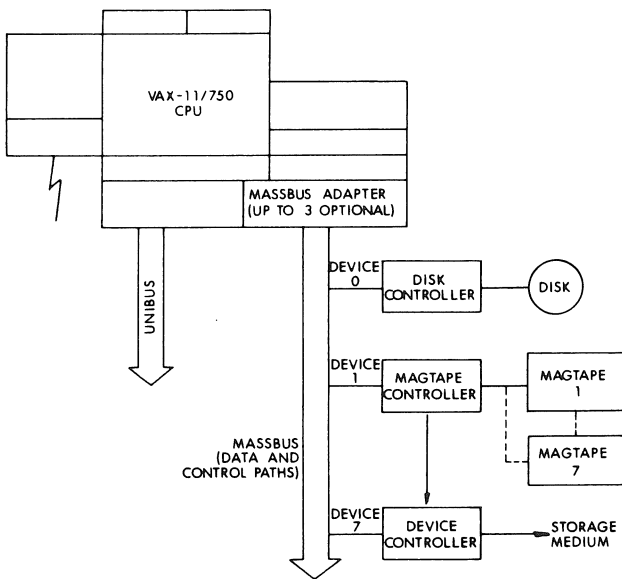 VAX-11/750
CPU
MASSBUS ADAPTER
(UP TO 3 OPTIONAL)
UNIBUS
DEVICE
0
DISK
CONTROLLER
DISK
DEVICE
1
MAGTAPE
CONTROLLER
MAGTAPE
1
MAGTAPE
7
MASSBUS
(DATA AND
CONTROL PATHS)
DEVICE
7
DEVICE
CONTROLLER
STORAGE
MEDIUM